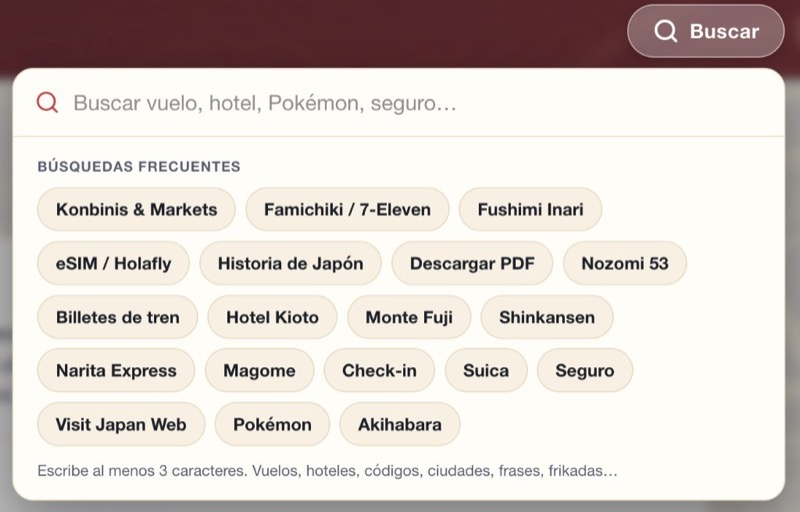 Buscar
Buscar vuelo, hotel, Pokémon, seguro...
BÚSQUEDAS FRECUENTES
Konbinis & Markets Famichiki / 7-Eleven Fushimi Inari
eSIM / Holafly Historia de Japón Descargar PDF Nozomi 53
Billetes de tren Hotel Kioto Monte Fuji Shinkansen
Narita Express Magome Check-in Suica Seguro
Visit Japan Web Pokémon Akihabara
Escribe al menos 3 caracteres. Vuelos, hoteles, códigos, ciudades, frases, frikadas...